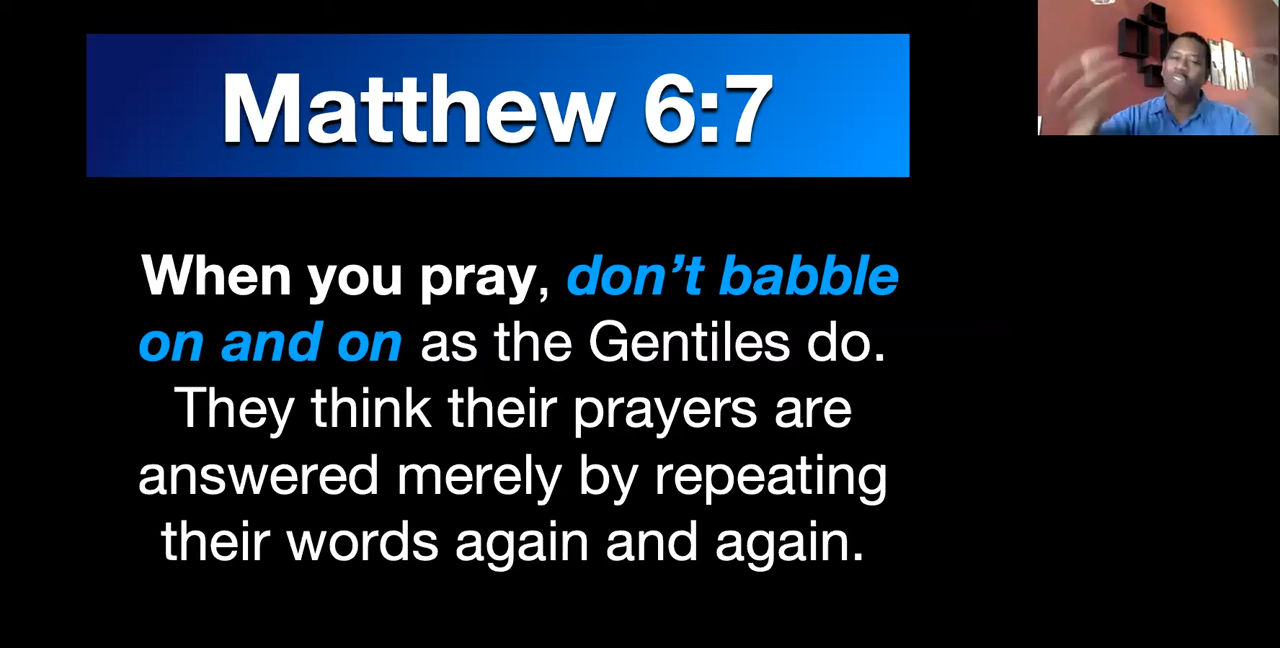 Matthew 6:7
When you pray, don’t babble
on and on as the Gentiles do.
They think their prayers are
answered merely by repeating
their words again and again.